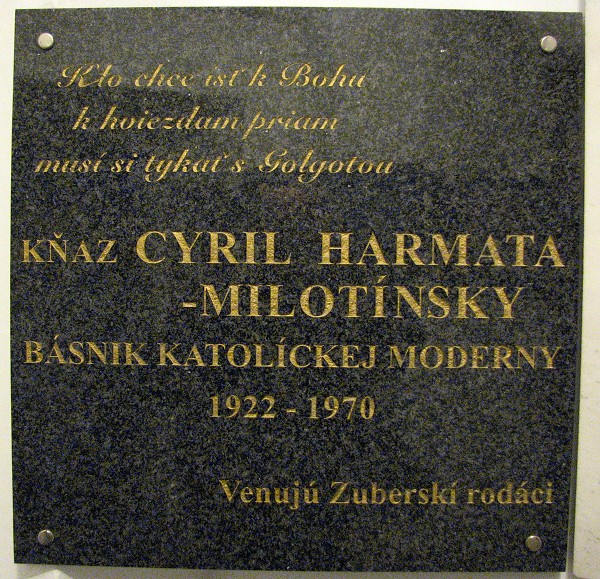 Kto chce ísť k Bohu
k hviezdam priam
musí si tykať s Golgotou
KŇAZ CYRIL HARMATA
-MILOTÍNSKY
BÁSNIK KATOLÍCKEJ MODERNY
1922 - 1970
Venujú Zuberskí rodáci